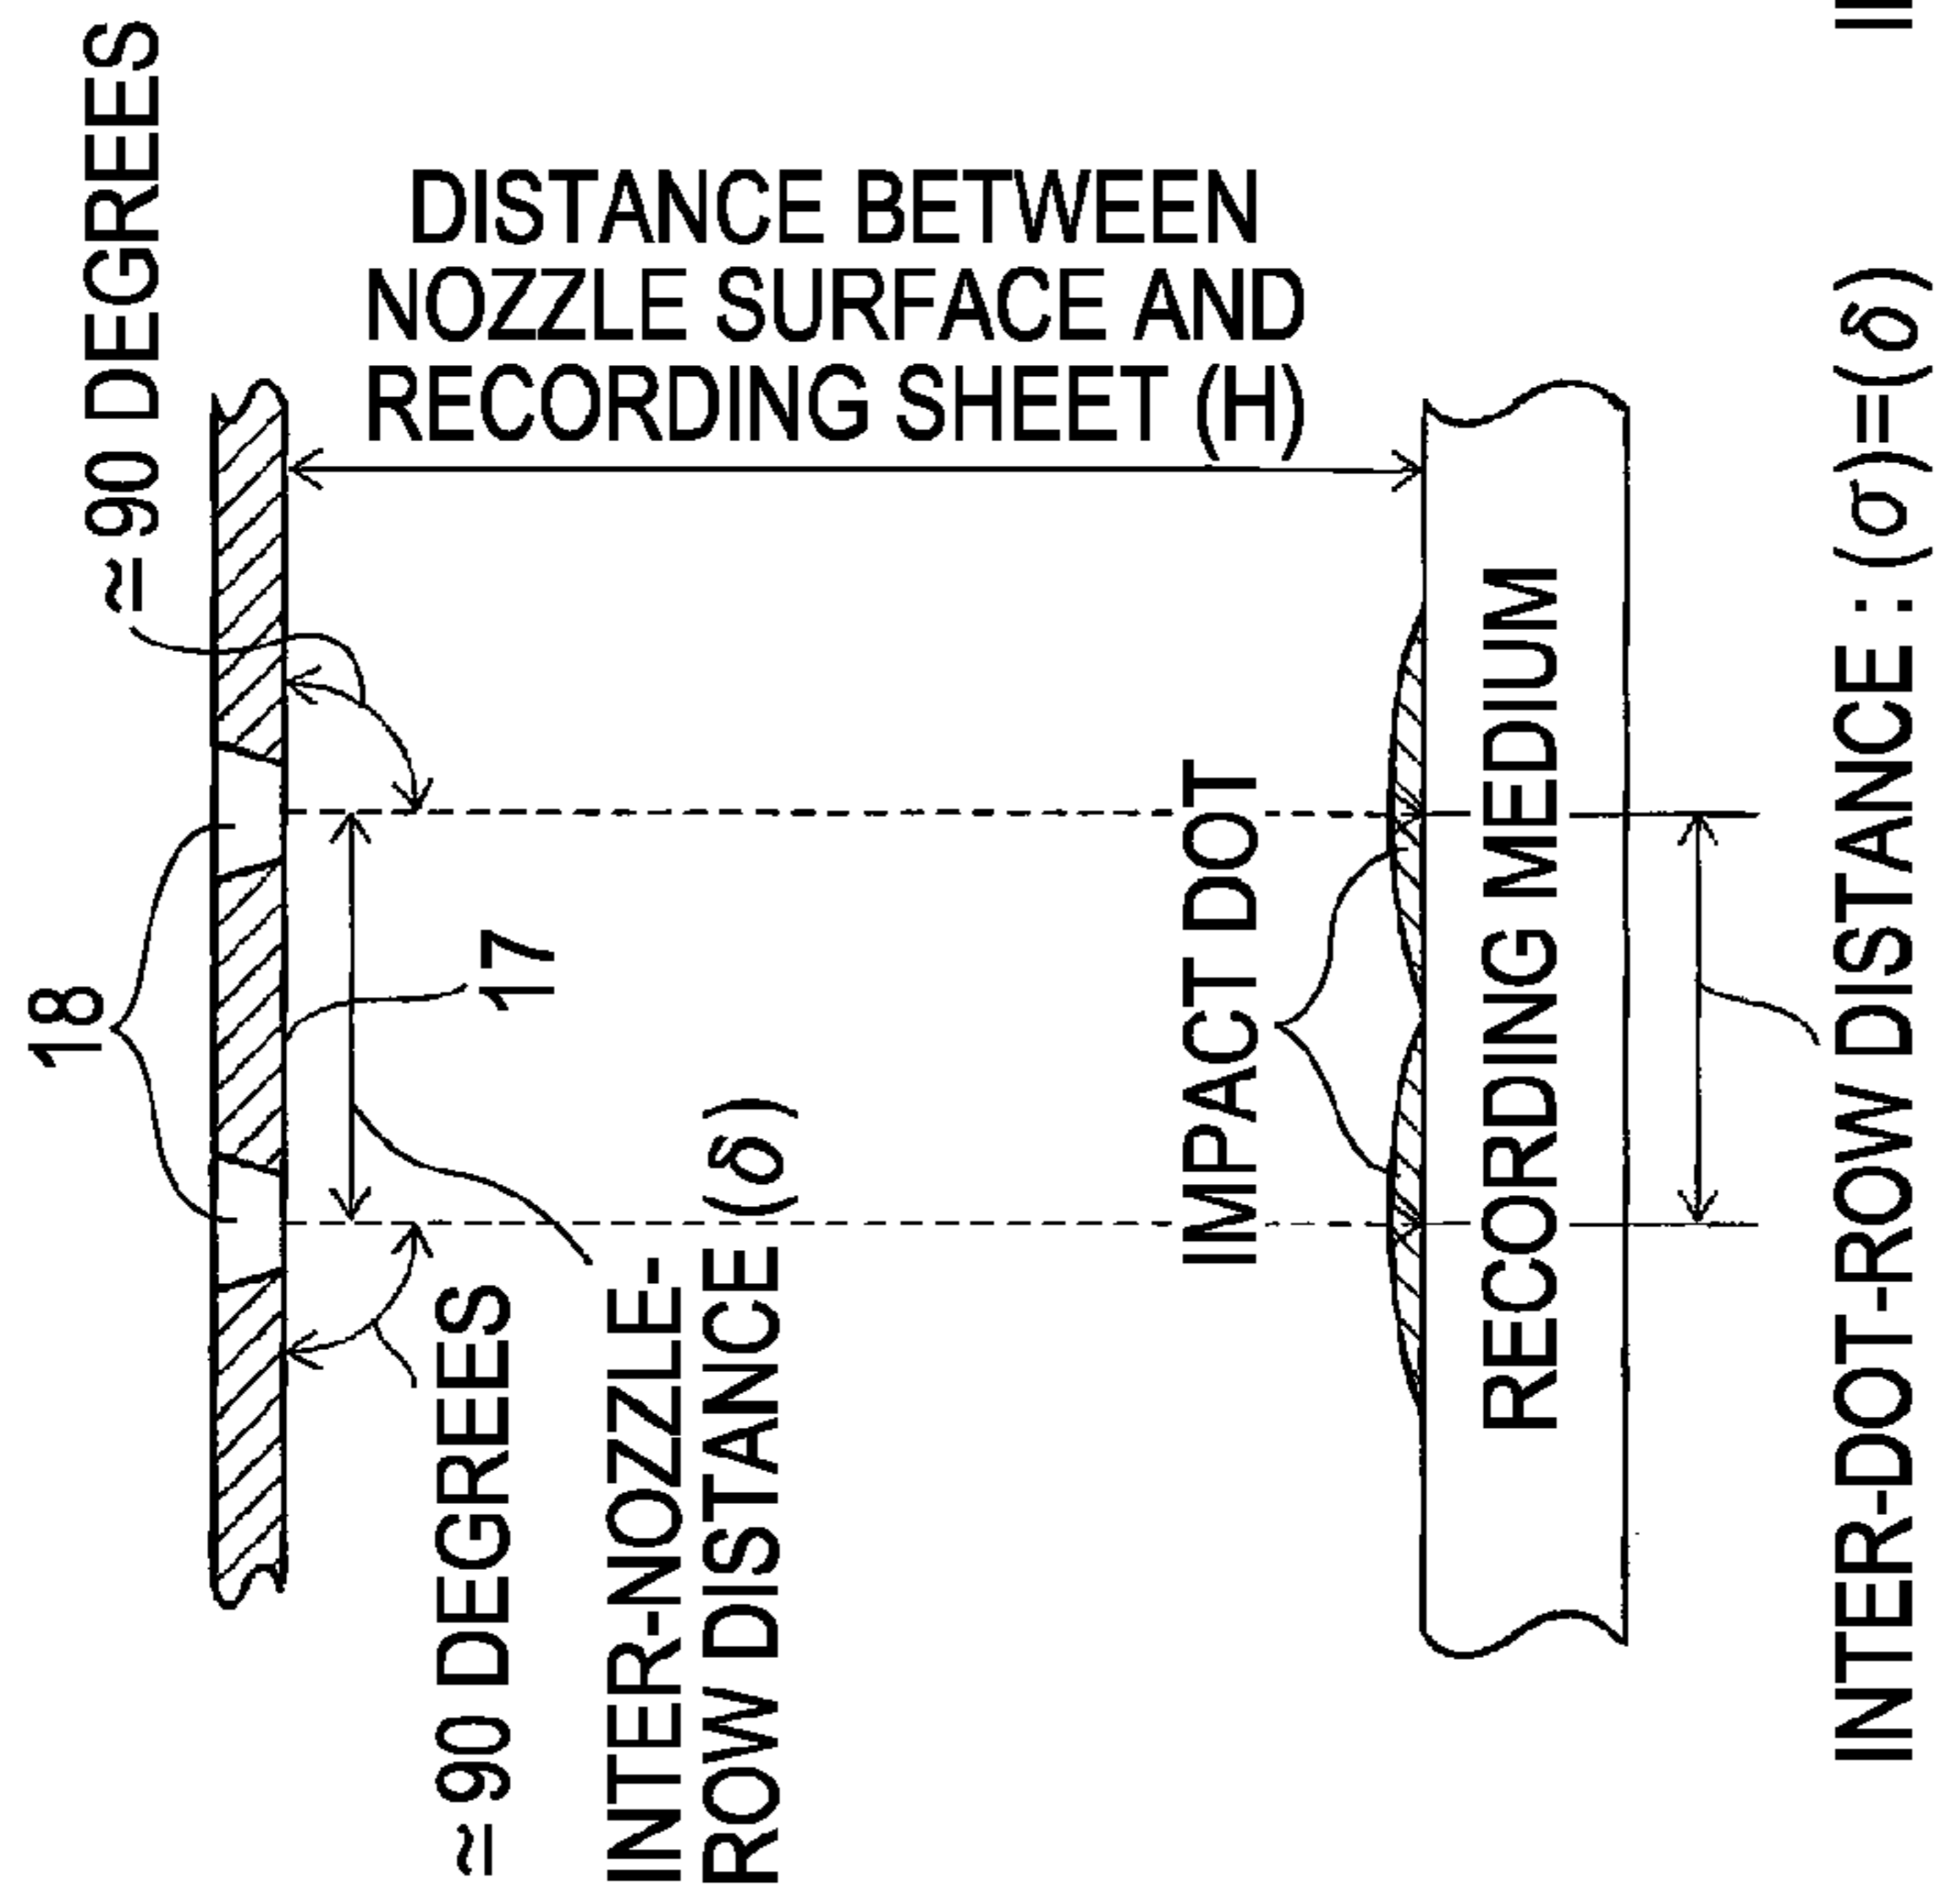 ≃90 DEGREES
18
DISTANCE BETWEEN
NOZZLE SURFACE AND
RECORDING SHEET (H)
17
≃90 DEGREES
INTER-NOZZLE-
ROW DISTANCE (δ)
IMPACT DOT
RECORDING MEDIUM
INTER-DOT-ROW DISTANCE : (σ)=(δ)